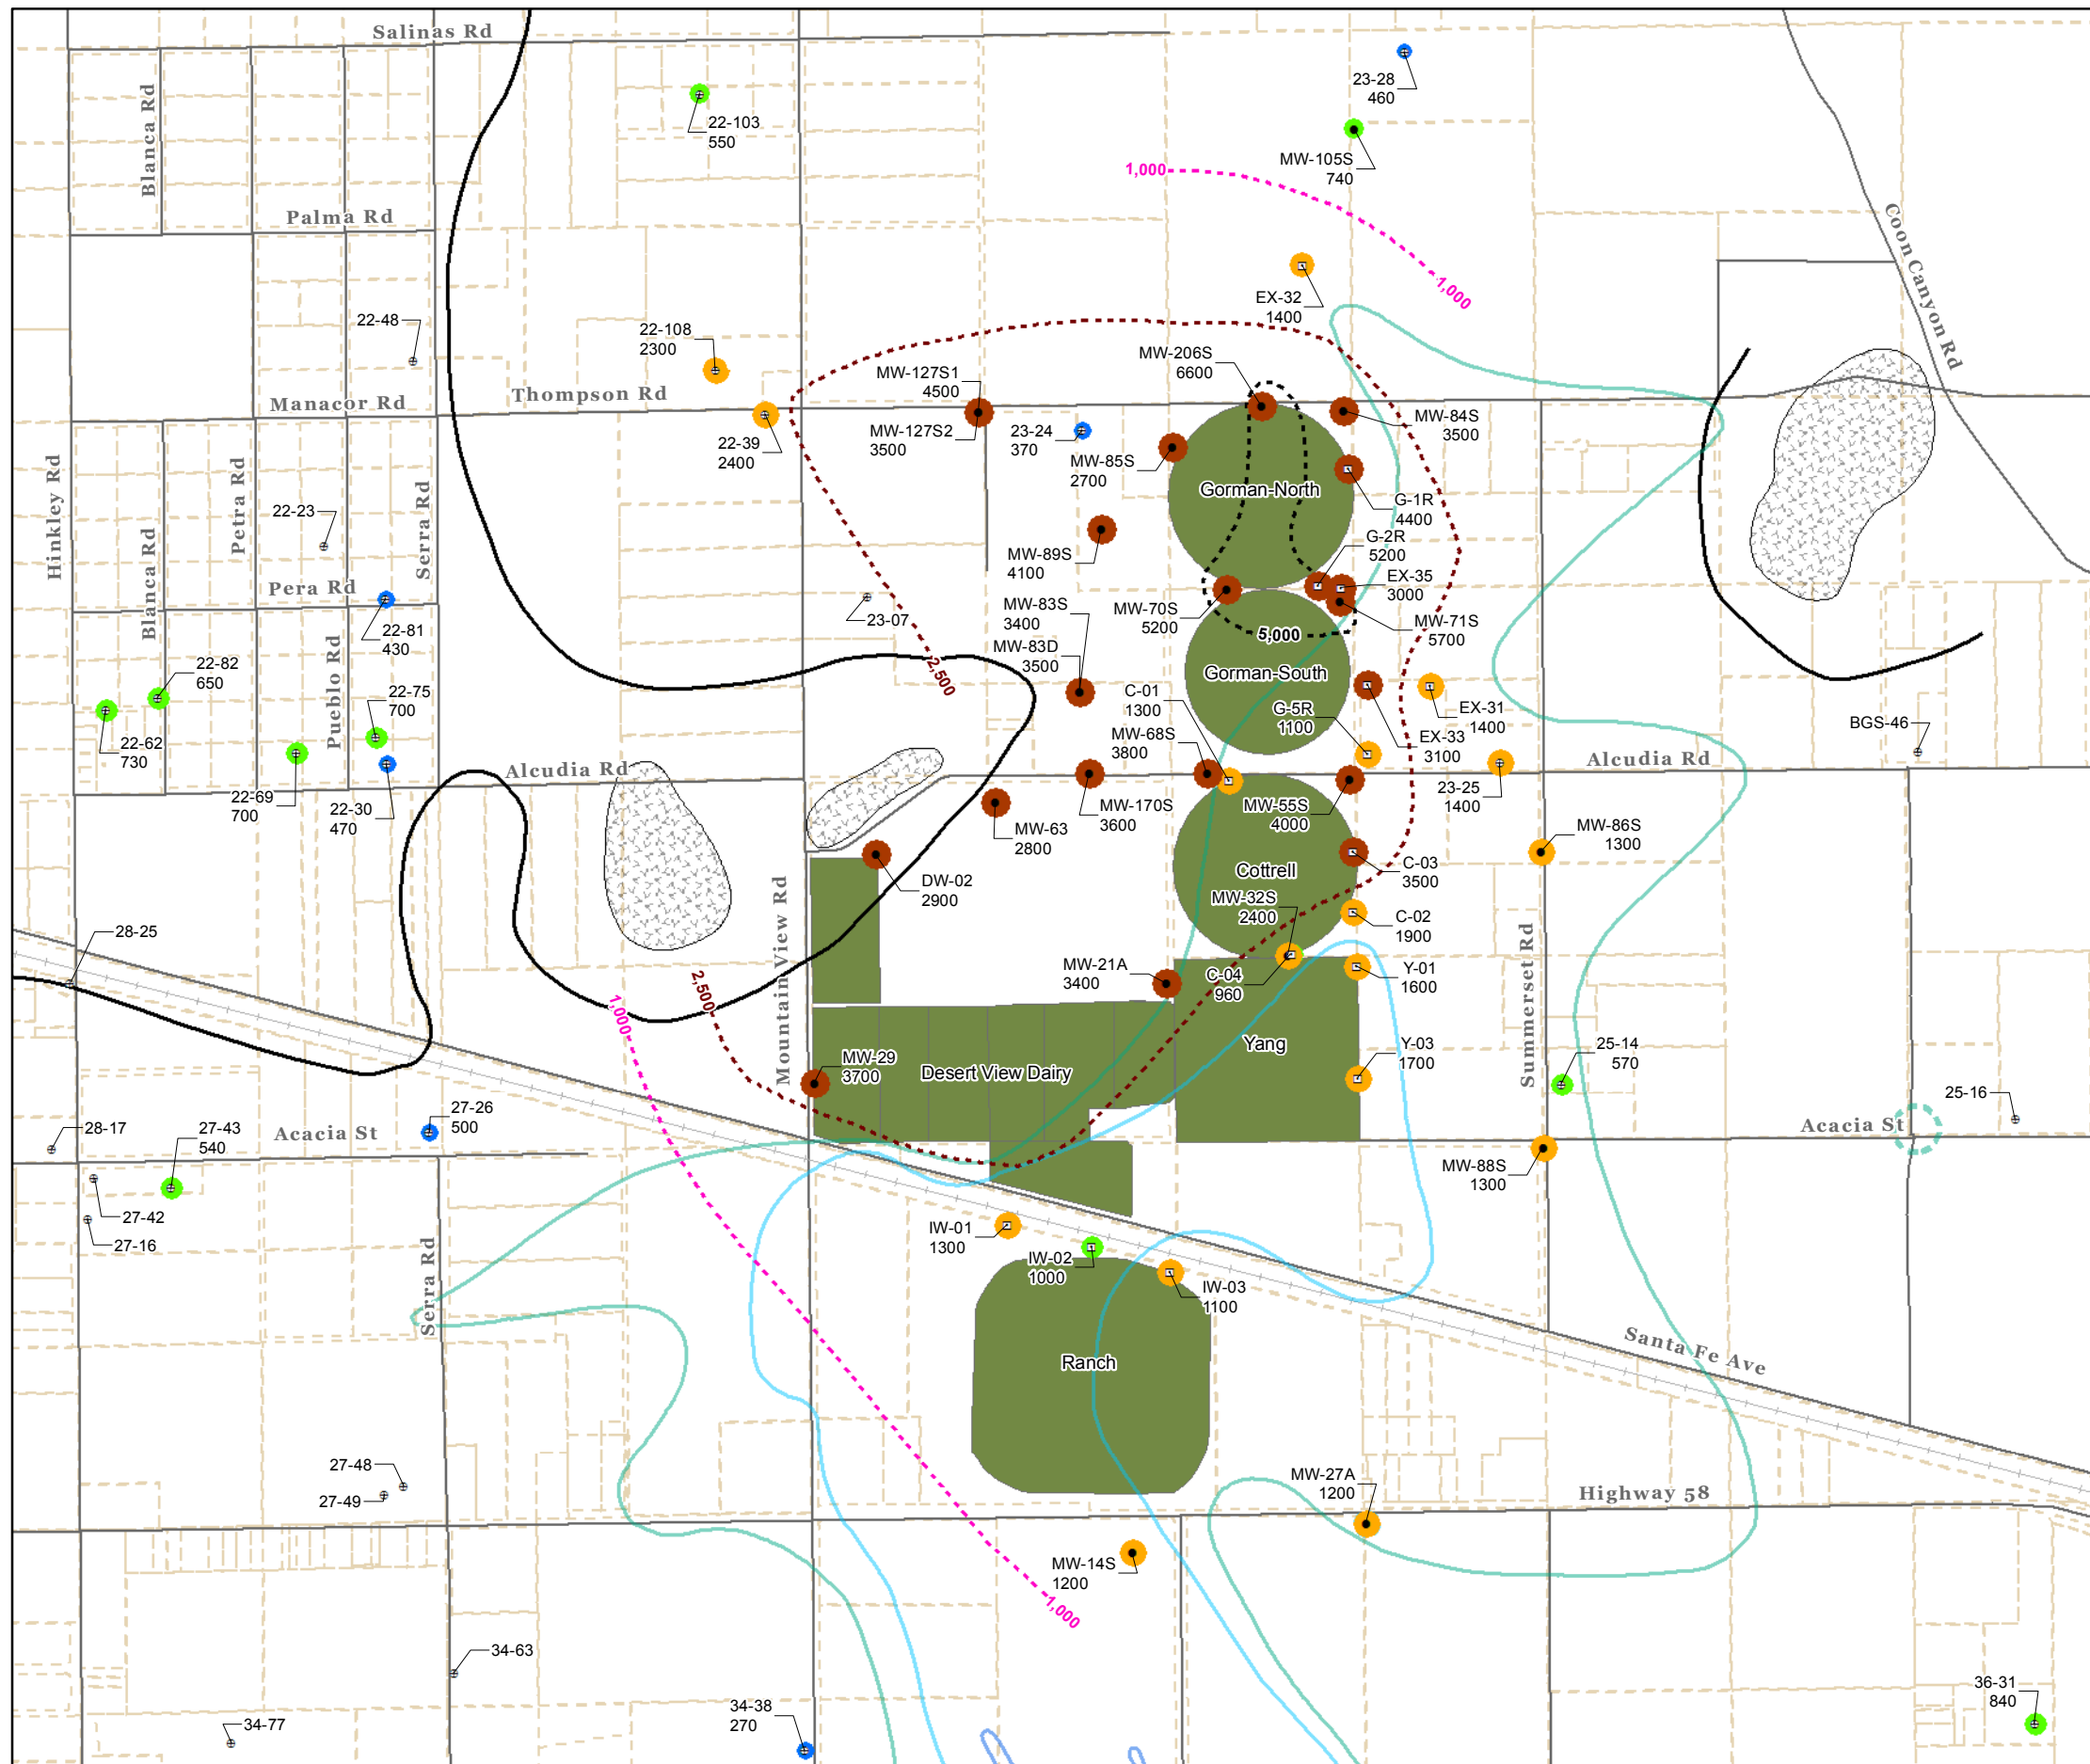 Salinas Rd
23-28
460
22-103
550
Blanca Rd
MW-105S
740
1,000
Palma Rd
Coon Canyon Rd
1,000
EX-32
1400
22-48
22-108
2300
MW-206S
6600
MW-127S1
4500
Thompson Rd
Manacor Rd
MW-84S
3500
MW-127S2
3500
23-24
370
22-39
2400
MW-85S
2700
Hinkley Rd
Petra Rd
Serra Rd
Gorman-North
G-1R
4400
22-23
G-2R
5200
MW-89S
4100
EX-35
3000
Blanca Rd
Pera Rd
MW-83S
3400
MW-70S
5200
23-07
22-81
430
MW-71S
5700
5,000
MW-83D
3500
22-82
650
Pueblo Rd
2,500
Gorman-South
22-75
700
C-01
1300
G-5R
1100
EX-31
1400
BGS-46
22-62
730
MW-68S
3800
EX-33
3100
Alcudia Rd
Alcudia Rd
22-69
700
22-30
470
MW-170S
3600
MW-55S
4000
23-25
1400
MW-63
2800
MW-86S
1300
Cottrell
C-03
3500
DW-02
2900
MW-32S
2400
C-02
1900
28-25
Mountain View Rd
Summerset Rd
MW-21A
3400
C-04
960
Y-01
1600
2,500
1,000
Yang
Y-03
1700
25-14
570
MW-29
3700
Desert View Dairy
25-16
27-26
500
28-17
27-43
540
Acacia St
Acacia St
MW-88S
1300
27-42
IW-01
1300
27-16
IW-02
1000
IW-03
1100
Serra Rd
Santa Fe Ave
Ranch
27-48
27-49
MW-27A
1200
Highway 58
MW-14S
1200
1,000
34-63
36-31
840
34-38
270
34-77